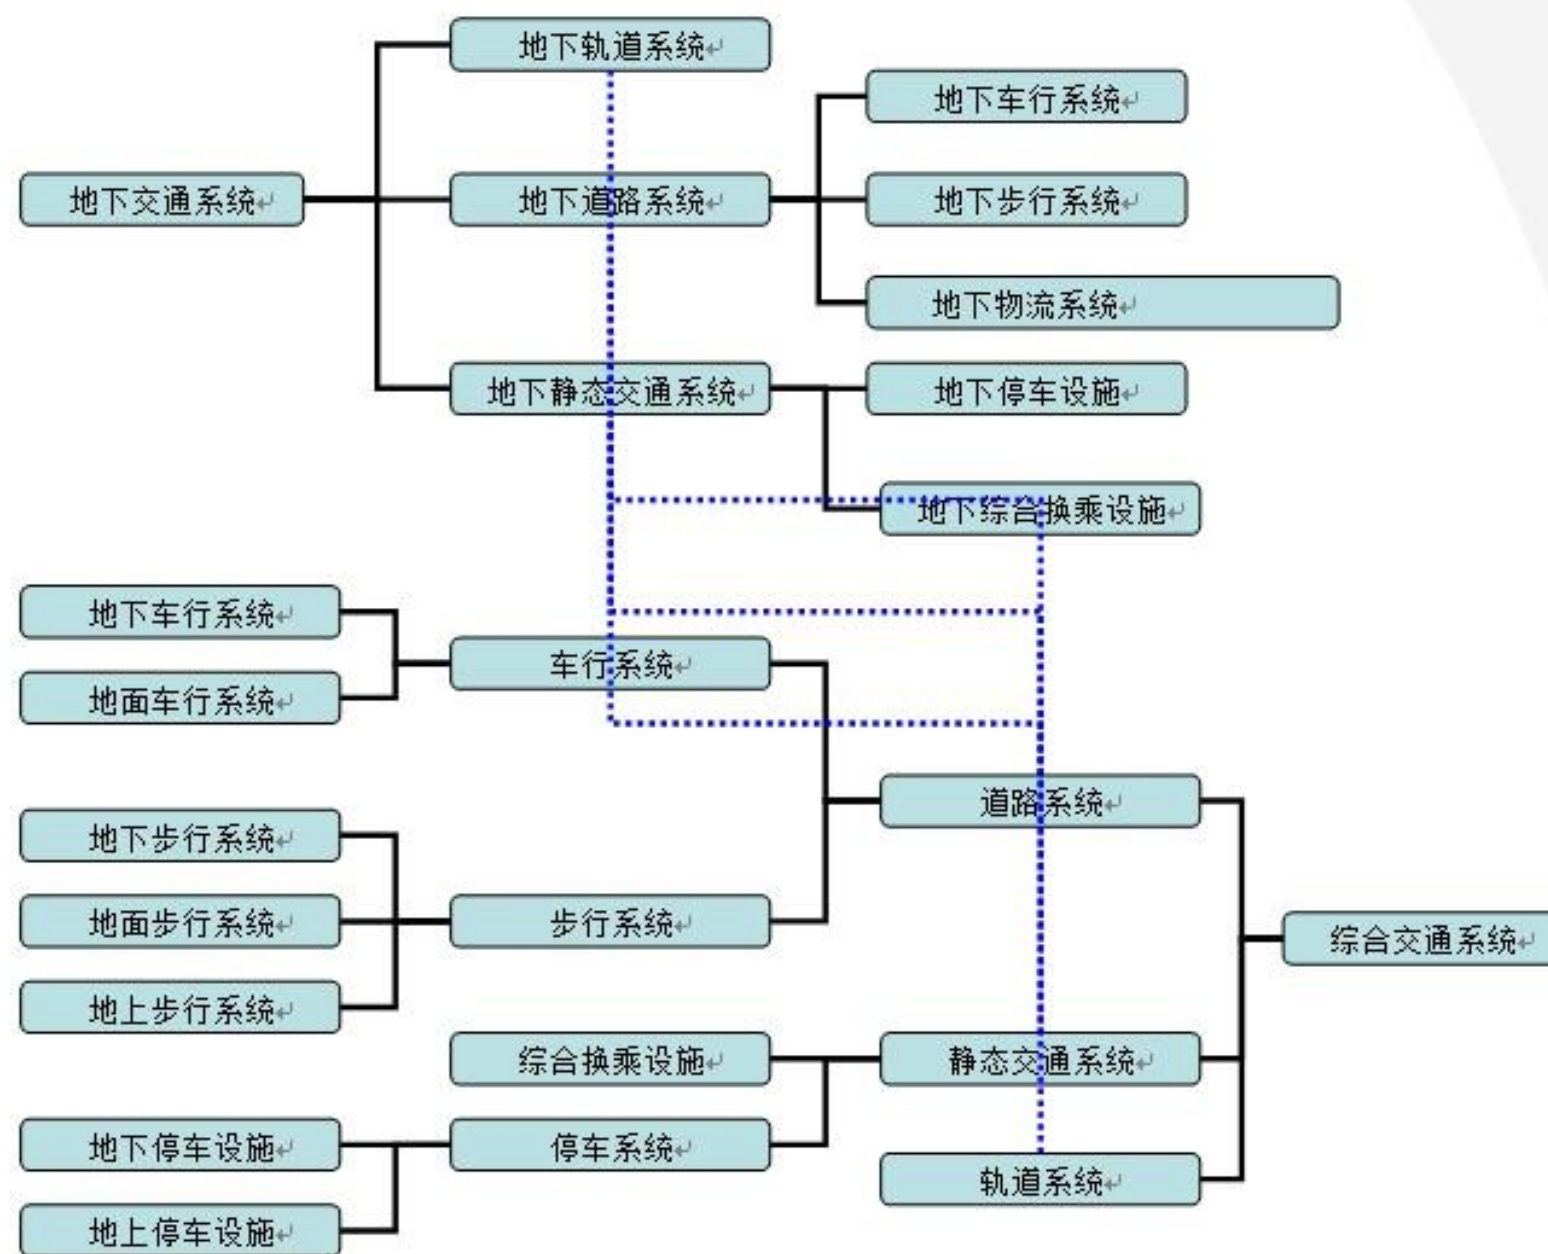 地下轨道系统
地下车行系统
地下交通系统
地下道路系统
地下步行系统
地下物流系统
地下静态交通系统
地下停车设施
地下综合换乘设施
地下车行系统
车行系统
地面车行系统
道路系统
地下步行系统
地面步行系统
步行系统
综合交通系统
地上步行系统
综合换乘设施
静态交通系统
地下停车设施
停车系统
轨道系统
地上停车设施